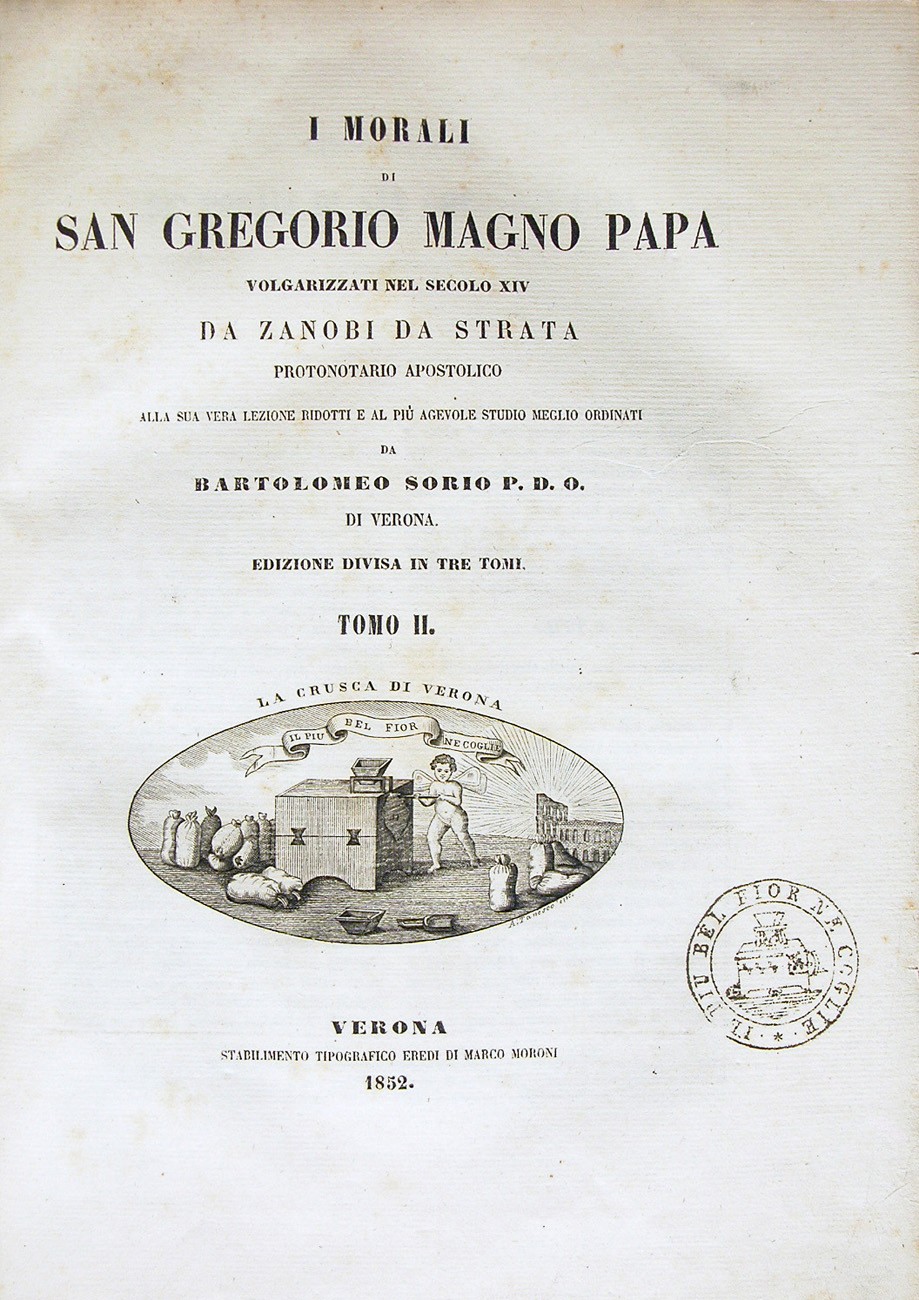 I MORALI
DI
SAN GREGORIO MAGNO PAPA
VOLGARIZZATI NEL SECOLO XIV
DA ZANOBI DA STRATA
PROTONOTARIO APOSTOLICO
ALLA SUA VERA LEZIONE RIDOTTI E AL PIÙ AGEVOLE STUDIO MEGLIO ORDINATI
DA
BARTOLOMEO SORIO P. D. O.
DI VERONA.
EDIZIONE DIVISA IN TRE TOMI.
TOMO II.
LA CRUSCA DI VERONA
IL PIU BEL FIOR NE COGLIE
IL PIU BEL FIOR NE COGLIE
VERONA
STABILIMENTO TIPOGRAFICO EREDI DI MARCO MORONI
1852.